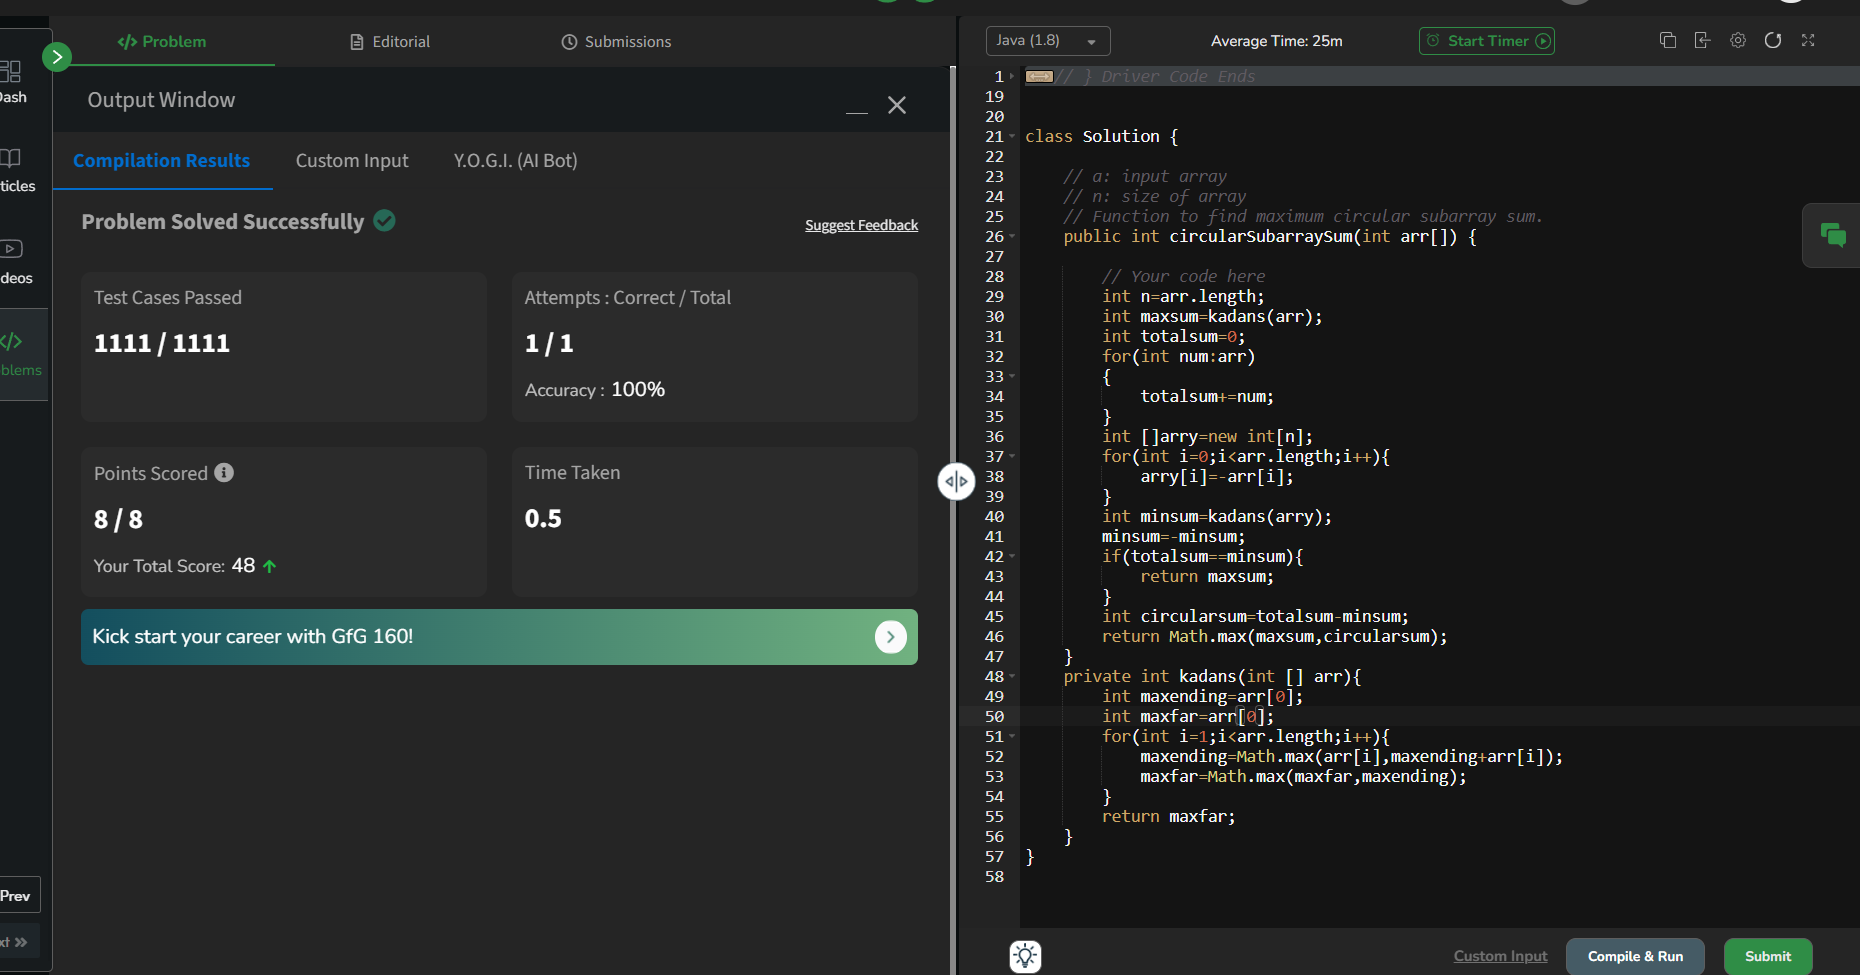 </> Problem
Editorial
Submissions
Dash
ticles
deos
</>
blems
Prev
xt
Output Window
Compilation Results
Custom Input
Y.O.G.I. (AI Bot)
Problem Solved Successfully
Suggest Feedback
Test Cases Passed
1111 / 1111
Attempts : Correct / Total
1 / 1
Accuracy : 100%
Points Scored
8 / 8
Your Total Score: 48
Time Taken
0.5
Kick start your career with GfG 160!
Java (1.8)
Average Time: 25m
Start Timer
1 // } Driver Code Ends
19
20
21 class Solution {
22
23 // a: input array
24 // n: size of array
25 // Function to find maximum circular subarray sum.
26 public int circularSubarraySum(int arr[]) {
27
28 // Your code here
29 int n=arr.length;
30 int maxsum=kadans(arr);
31 int totalsum=0;
32 for(int num:arr)
33 {
34 totalsum+=num;
35 }
36 int []arry=new int[n];
37 for(int i=0;i<arr.length;i++){
38 arry[i]=-arr[i];
39 }
40 int minsum=kadans(arry);
41 minsum=-minsum;
42 if(totalsum==minsum){
43 return maxsum;
44 }
45 int circularsum=totalsum-minsum;
46 return Math.max(maxsum,circularsum);
47 }
48 private int kadans(int [] arr){
49 int maxending=arr[0];
50 int maxfar=arr[0];
51 for(int i=1;i<arr.length;i++){
52 maxending=Math.max(arr[i],maxending+arr[i]);
53 maxfar=Math.max(maxfar,maxending);
54 }
55 return maxfar;
56 }
57 }
58
Custom Input
Compile & Run
Submit